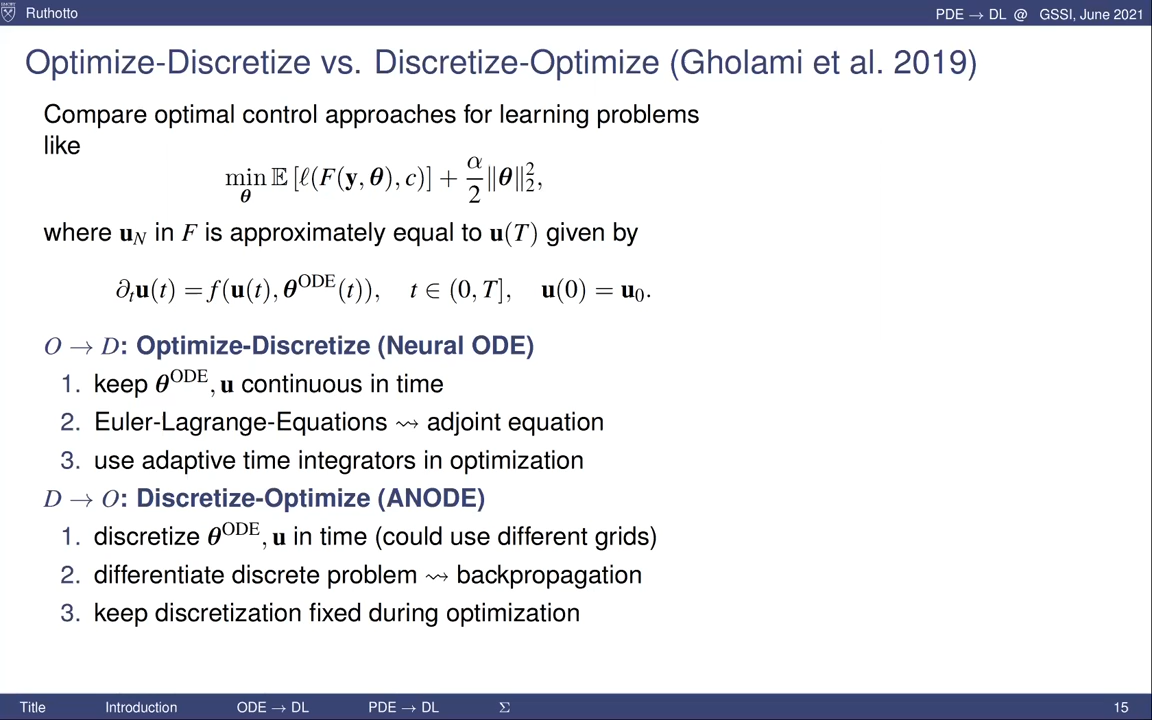 Ruthotto
PDE → DL @ GSSI, June 2021
Optimize-Discretize vs. Discretize-Optimize (Gholami et al. 2019)
Compare optimal control approaches for learning problems
like
min_θ 𝔼 [ℓ(F(y, θ), c)] + α/2 ‖θ‖₂²,
where u_N in F is approximately equal to u(T) given by
∂_t u(t) = f(u(t), θ^ODE(t)), t ∈ (0, T], u(0) = u₀.
O → D: Optimize-Discretize (Neural ODE)
1. keep θ^ODE, u continuous in time
2. Euler-Lagrange-Equations ⇝ adjoint equation
3. use adaptive time integrators in optimization
D → O: Discretize-Optimize (ANODE)
1. discretize θ^ODE, u in time (could use different grids)
2. differentiate discrete problem ⇝ backpropagation
3. keep discretization fixed during optimization
Title Introduction ODE → DL PDE → DL Σ 15